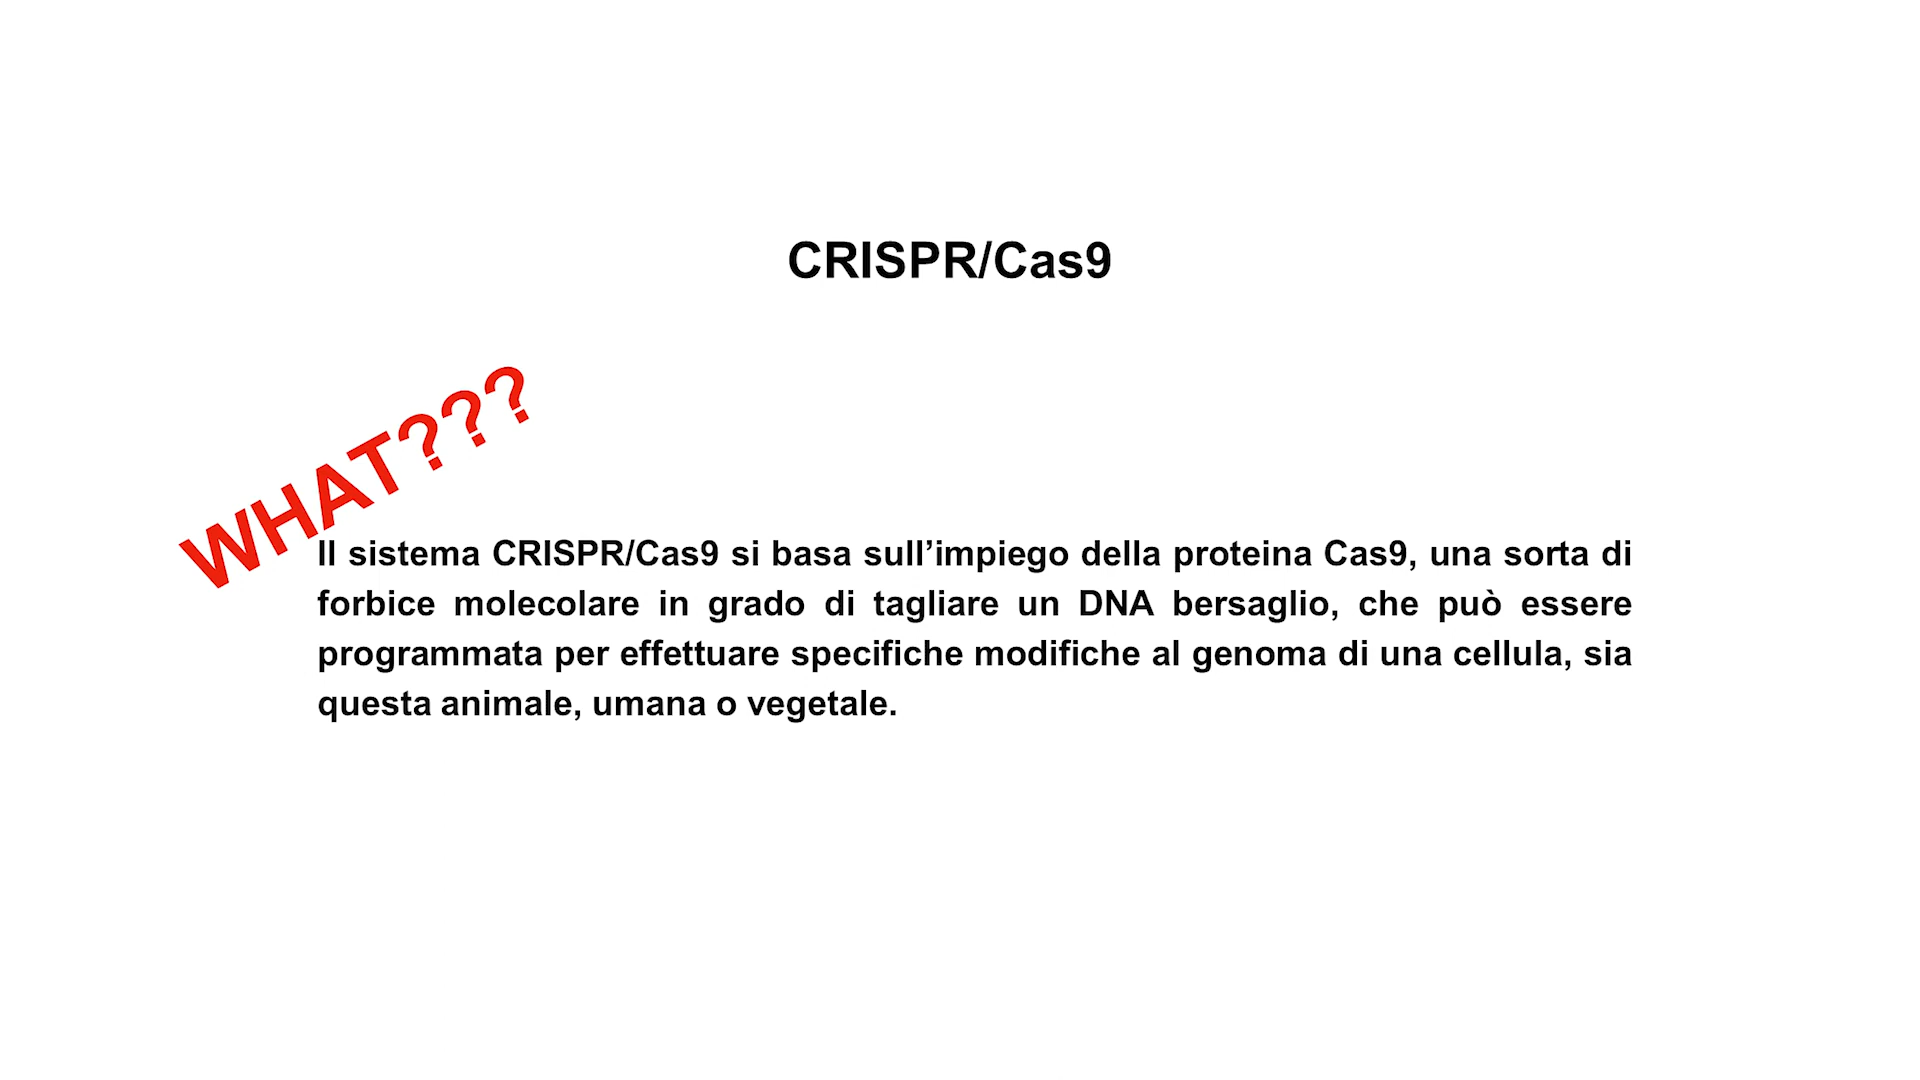 CRISPR/Cas9
WHAT???
Il sistema CRISPR/Cas9 si basa sull’impiego della proteina Cas9, una sorta di
forbice molecolare in grado di tagliare un DNA bersaglio, che può essere
programmata per effettuare specifiche modifiche al genoma di una cellula, sia
questa animale, umana o vegetale.